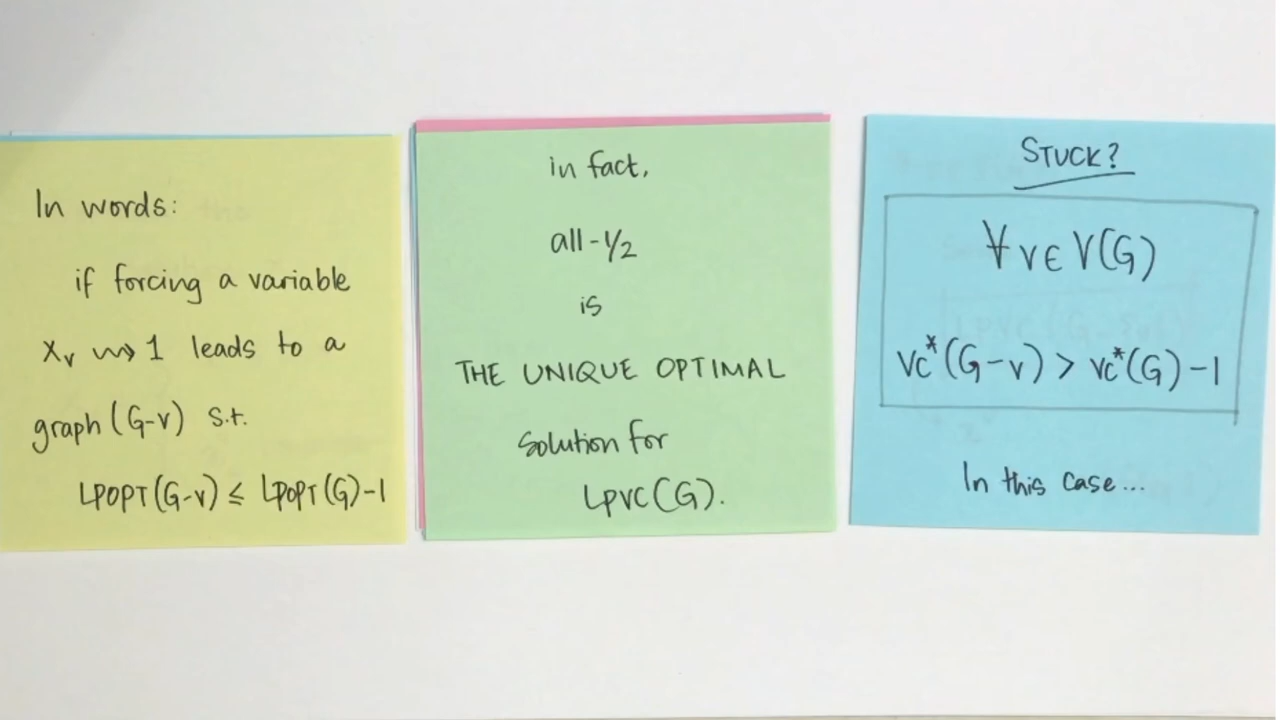 In words:
if forcing a variable
xᵥ ⇝ 1 leads to a
graph (G-v) s.t.
LPOPT(G-v) ≤ LPOPT(G)-1
in fact,
all-1/2
is
THE UNIQUE OPTIMAL
solution for
LPVC(G).
STUCK?
∀ v ∈ V(G)
vc*(G-v) > vc*(G)-1
In this case...